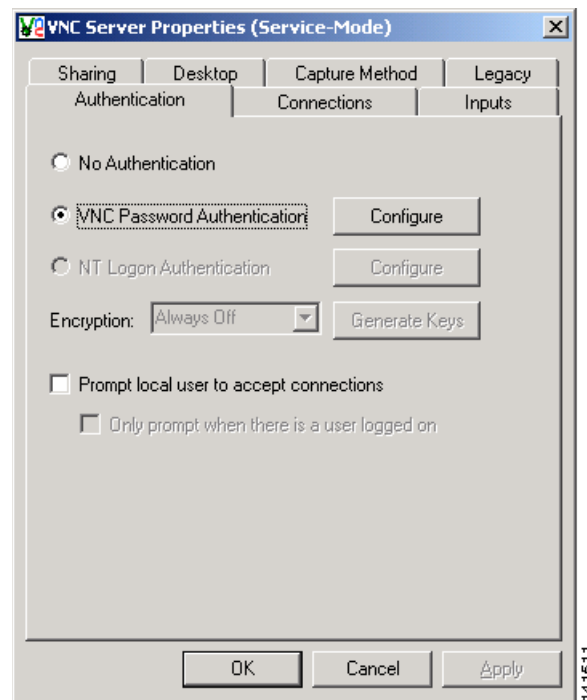 VNC Server Properties (Service-Mode)
Sharing Desktop Capture Method Legacy
Authentication Connections Inputs
No Authentication
VNC Password Authentication Configure
NT Logon Authentication Configure
Encryption: Always Off Generate Keys
Prompt local user to accept connections
Only prompt when there is a user logged on
OK Cancel Apply